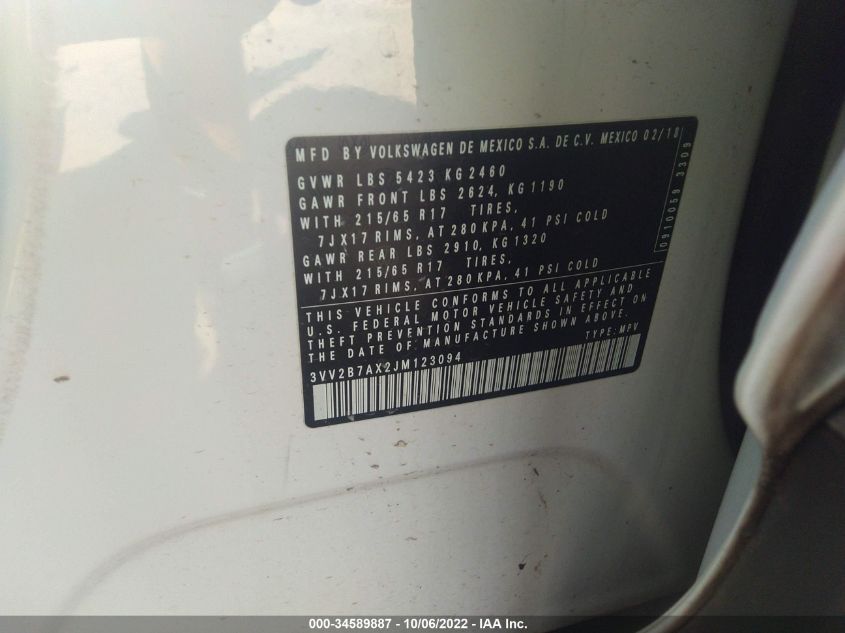 MFD BY VOLKSWAGEN DE MEXICO S.A. DE C.V. MEXICO 02/18
GVWR LBS 5423 KG 2460
GAWR FRONT LBS 2624, KG 1190
WITH 215/65 R17 TIRES,
7JX17 RIMS, AT 280 KPA, 41 PSI COLD
GAWR REAR LBS 2910, KG 1320
WITH 215/65 R17 TIRES,
7JX17 RIMS, AT 280 KPA, 41 PSI COLD
0910059 3309
THIS VEHICLE CONFORMS TO ALL APPLICABLE
U.S. FEDERAL MOTOR VEHICLE SAFETY AND
THEFT PREVENTION STANDARDS IN EFFECT ON
THE DATE OF MANUFACTURE SHOWN ABOVE.
TYPE: MPV
3VV2B7AX2JM123094
000-34589887 - 10/06/2022 - IAA Inc.